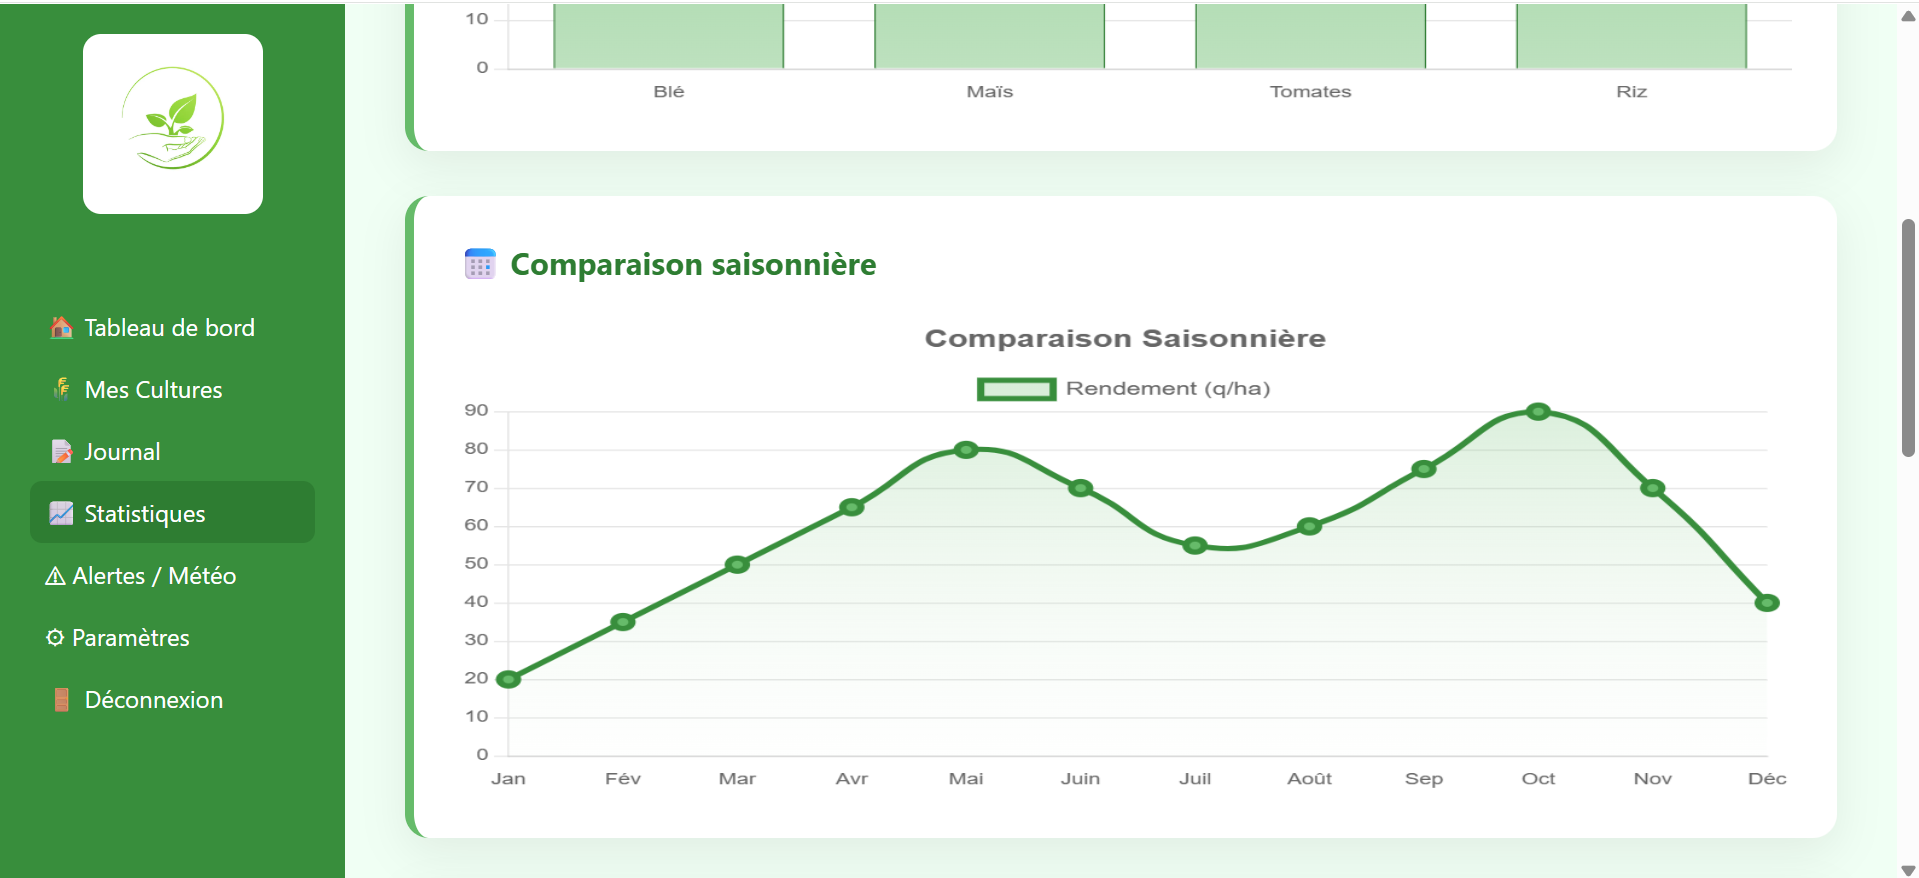 10
0
Blé Maïs Tomates Riz
Tableau de bord
Mes Cultures
Journal
Statistiques
Alertes / Météo
Paramètres
Déconnexion
Comparaison saisonnière
Comparaison Saisonnière
Rendement (q/ha)
90
80
70
60
50
40
30
20
10
0
Jan Fév Mar Avr Mai Juin Juil Août Sep Oct Nov Déc